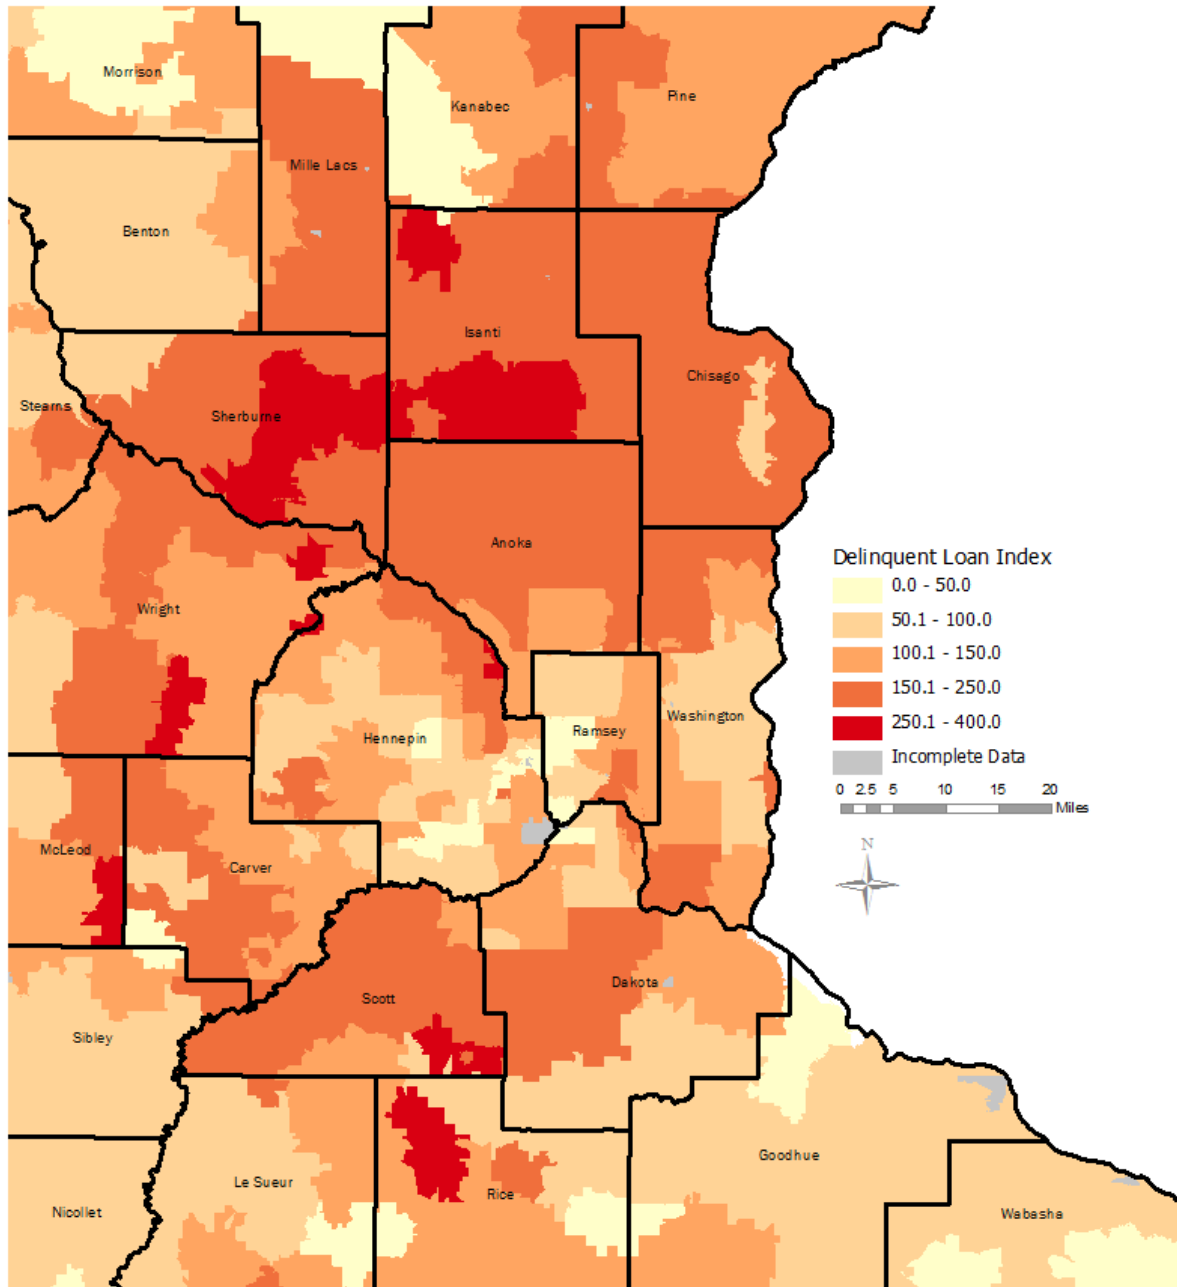 Morrison
Kanabec
Pine
Mille Lacs
Benton
Isanti
Chisago
Stearns
Sherburne
Anoka
Delinquent Loan Index
0.0 - 50.0
50.1 - 100.0
100.1 - 150.0
150.1 - 250.0
250.1 - 400.0
Incomplete Data
0 2.5 5 10 15 20
Miles
N
Wright
Hennepin
Ramsey
Washington
McLeod
Carver
Scott
Dakota
Sibley
Goodhue
Le Sueur
Rice
Nicollet
Wabasha